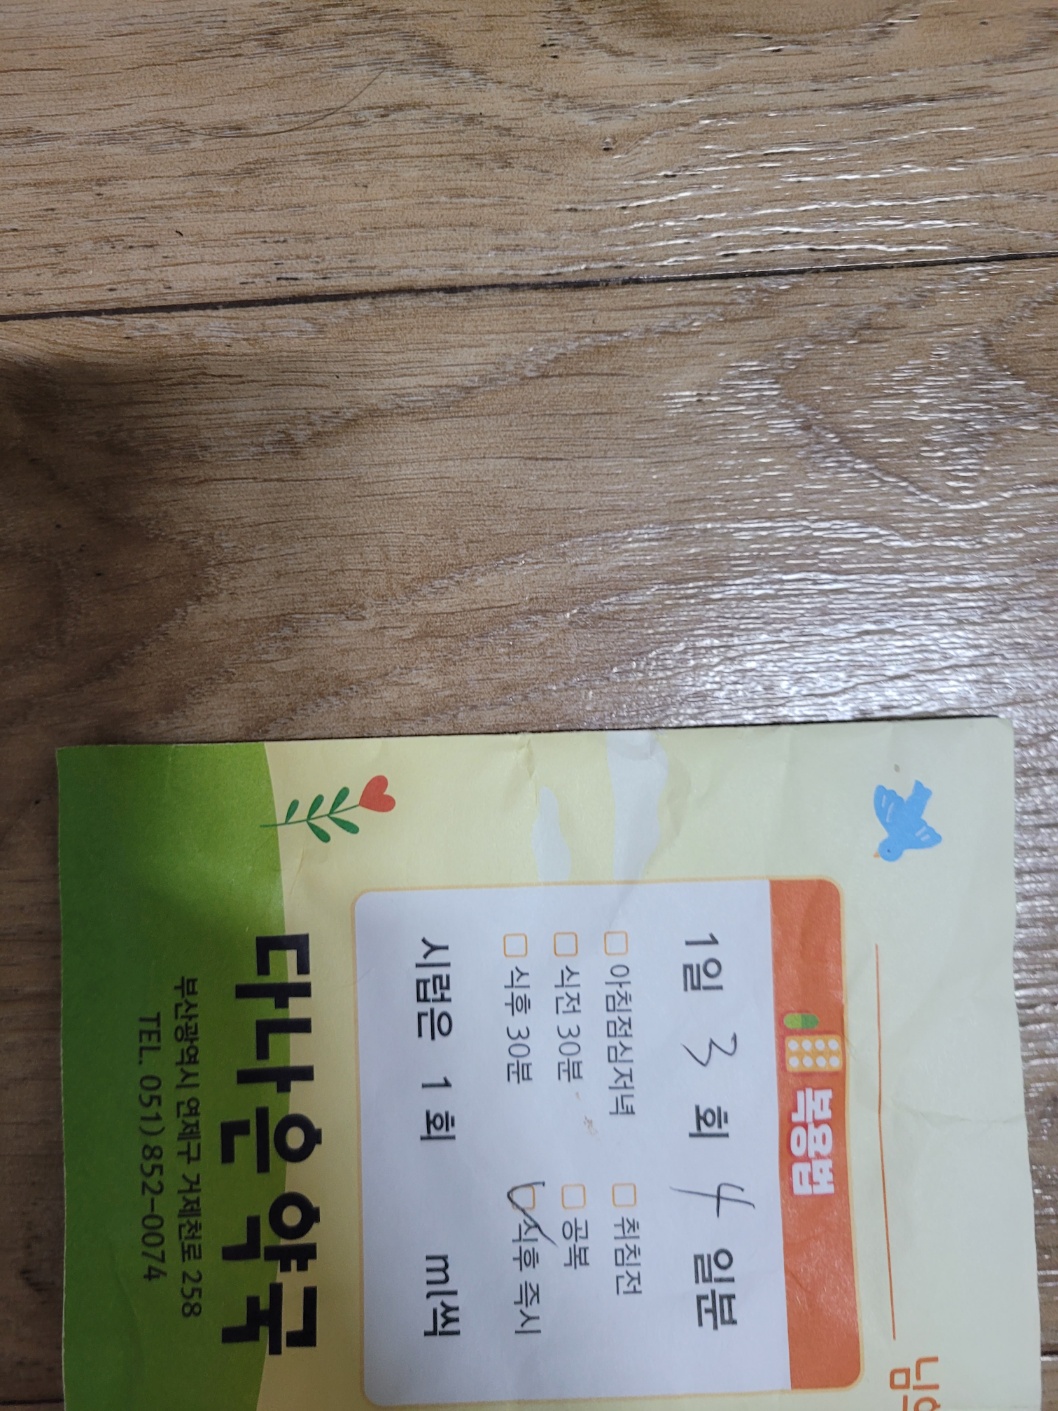 님
복용법
1일 3 회 4 일분
아침점심저녁 취침전
식전 30분 공복
식후 30분 식후 즉시
시럽은 1 회 ml씩
다나은약국
부산광역시 연제구 거제천로 258
TEL. 051) 852-0074